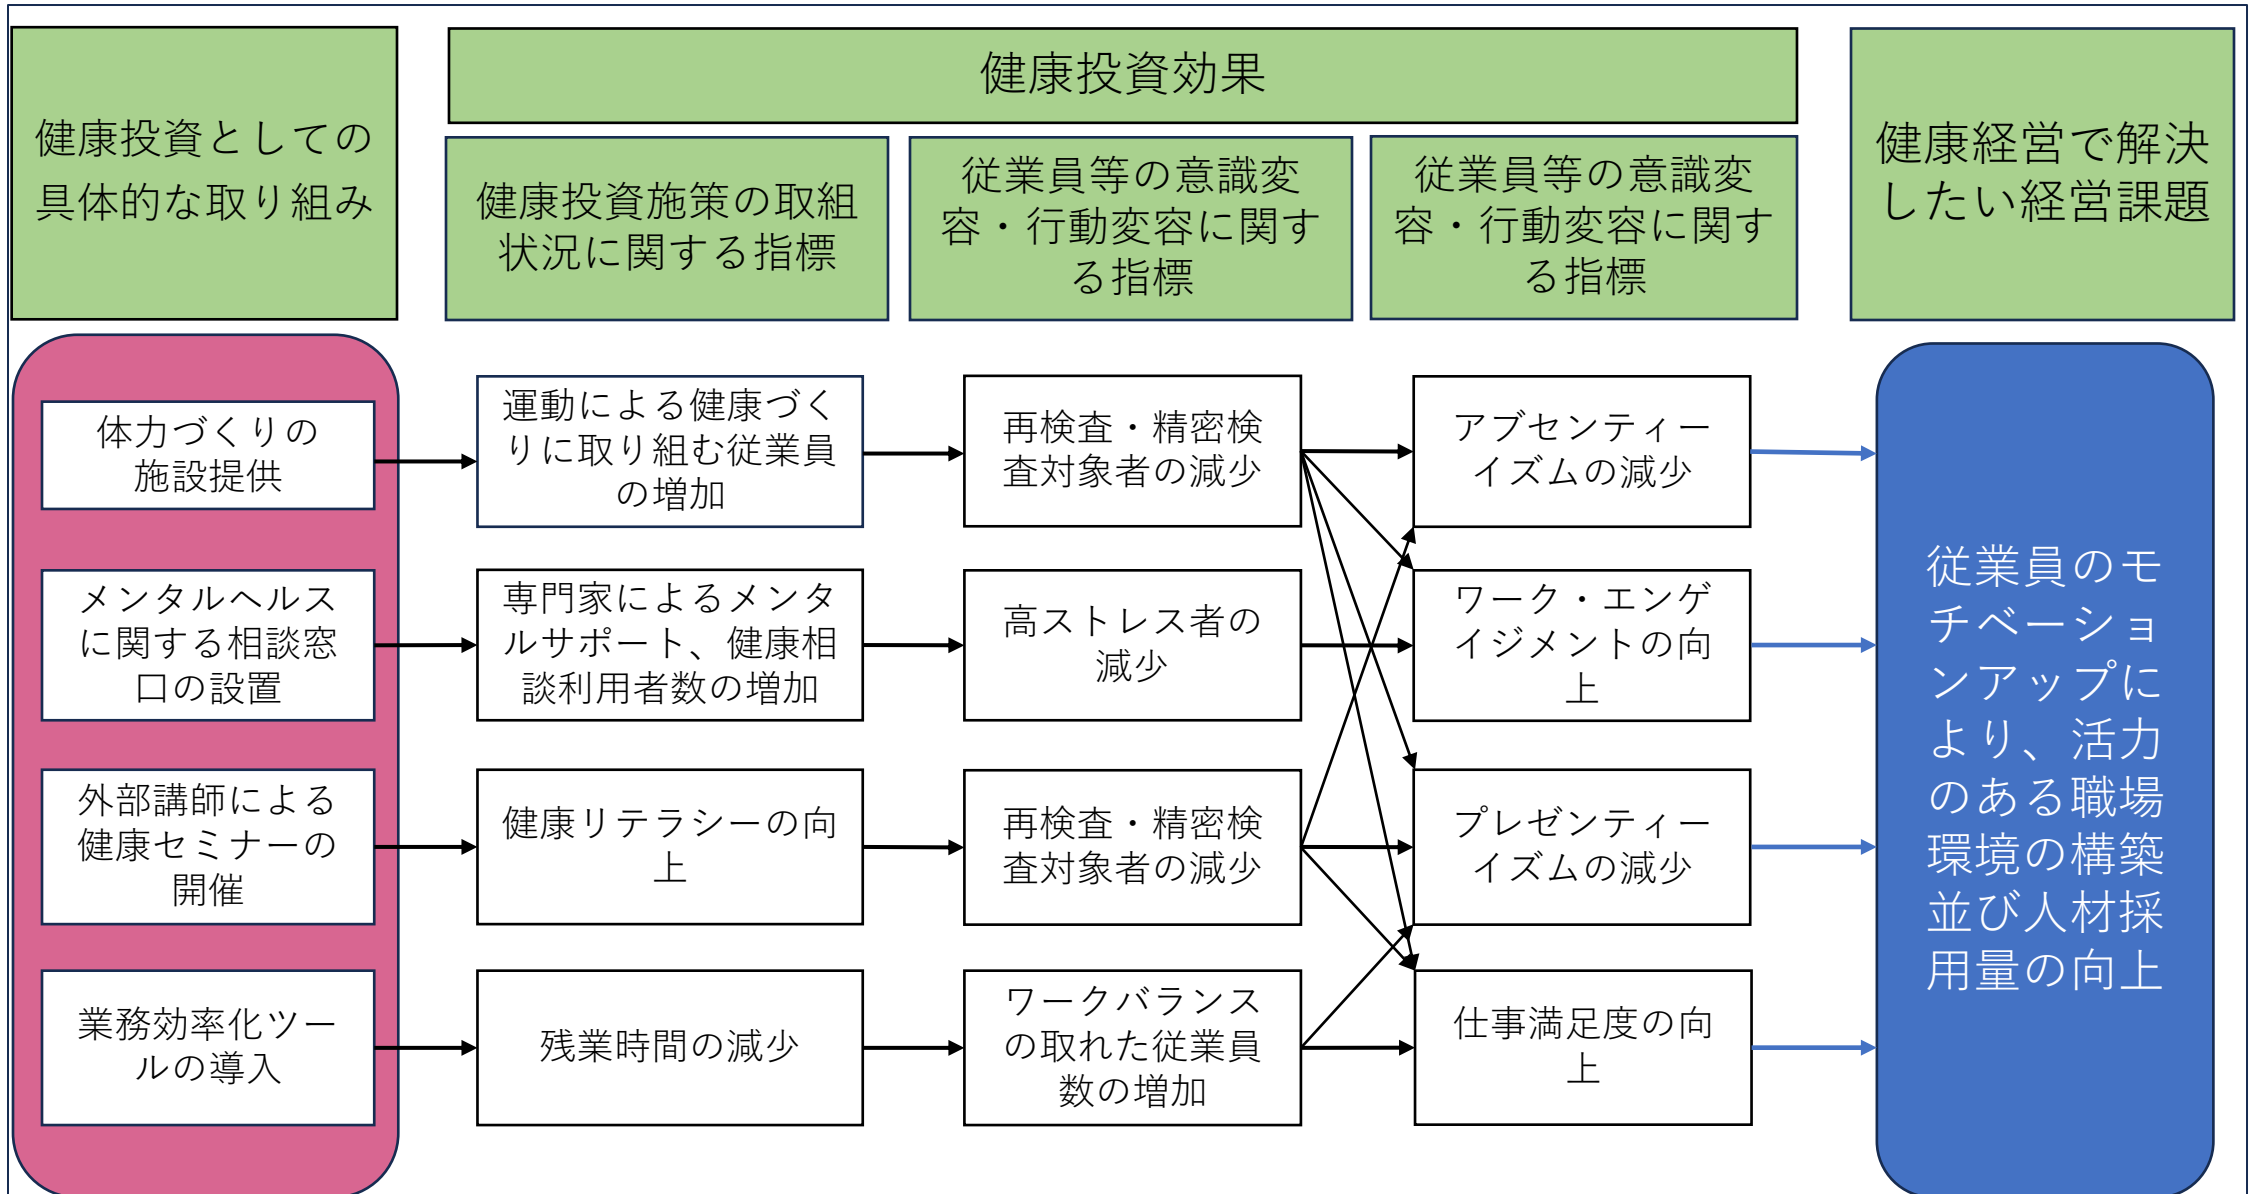 健康投資としての
具体的な取り組み
健康投資効果
健康投資施策の取組
状況に関する指標
従業員等の意識変
容・行動変容に関す
る指標
従業員等の意識変
容・行動変容に関す
る指標
健康経営で解決
したい経営課題
体力づくりの
施設提供
運動による健康づく
りに取り組む従業員
の増加
再検査・精密検
査対象者の減少
アブセンティー
イズムの減少
メンタルヘルス
に関する相談窓
口の設置
専門家によるメンタ
ルサポート、健康相
談利用者数の増加
高ストレス者の
減少
ワーク・エンゲ
イジメントの向
上
外部講師による
健康セミナーの
開催
健康リテラシーの向
上
再検査・精密検
査対象者の減少
プレゼンティー
イズムの減少
業務効率化ツー
ルの導入
残業時間の減少
ワークバランス
の取れた従業員
数の増加
仕事満足度の向
上
従業員のモ
チベーショ
ンアップに
より、活力
のある職場
環境の構築
並び人材採
用量の向上